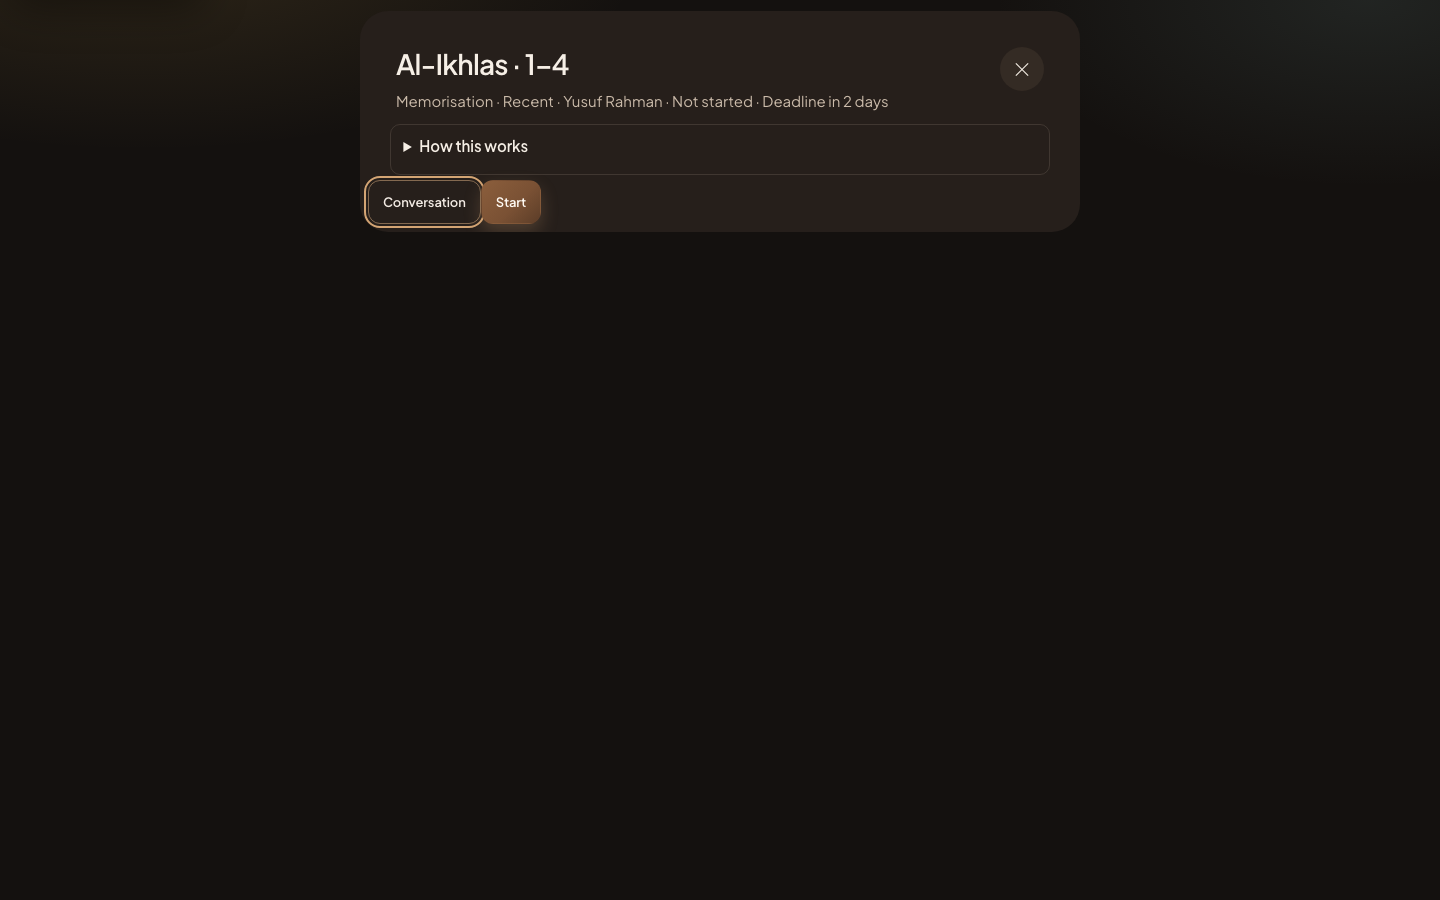 Al-Ikhlas · 1–4
Memorisation · Recent · Yusuf Rahman · Not started · Deadline in 2 days
How this works
Conversation
Start